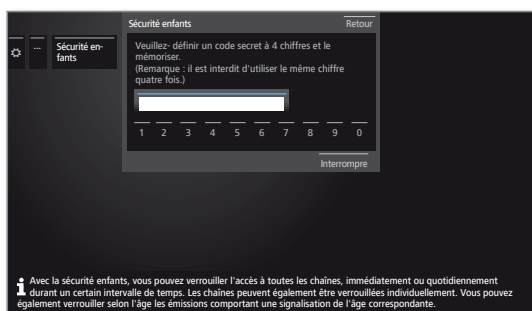 Sécurité enfants
Retour
...
Sécurité en-
fants
Veuillez- définir un code secret à 4 chiffres et le
mémoriser.
(Remarque : il est interdit d'utiliser le même chiffre
quatre fois.)
1 2 3 4 5 6 7 8 9 0
Interrompre
Avec la sécurité enfants, vous pouvez verrouiller l'accès à toutes les chaînes, immédiatement ou quotidiennement
durant un certain intervalle de temps. Les chaînes peuvent également être verrouillées individuellement. Vous pouvez
également verrouiller selon l'âge les émissions comportant une signalisation de l'âge correspondante.